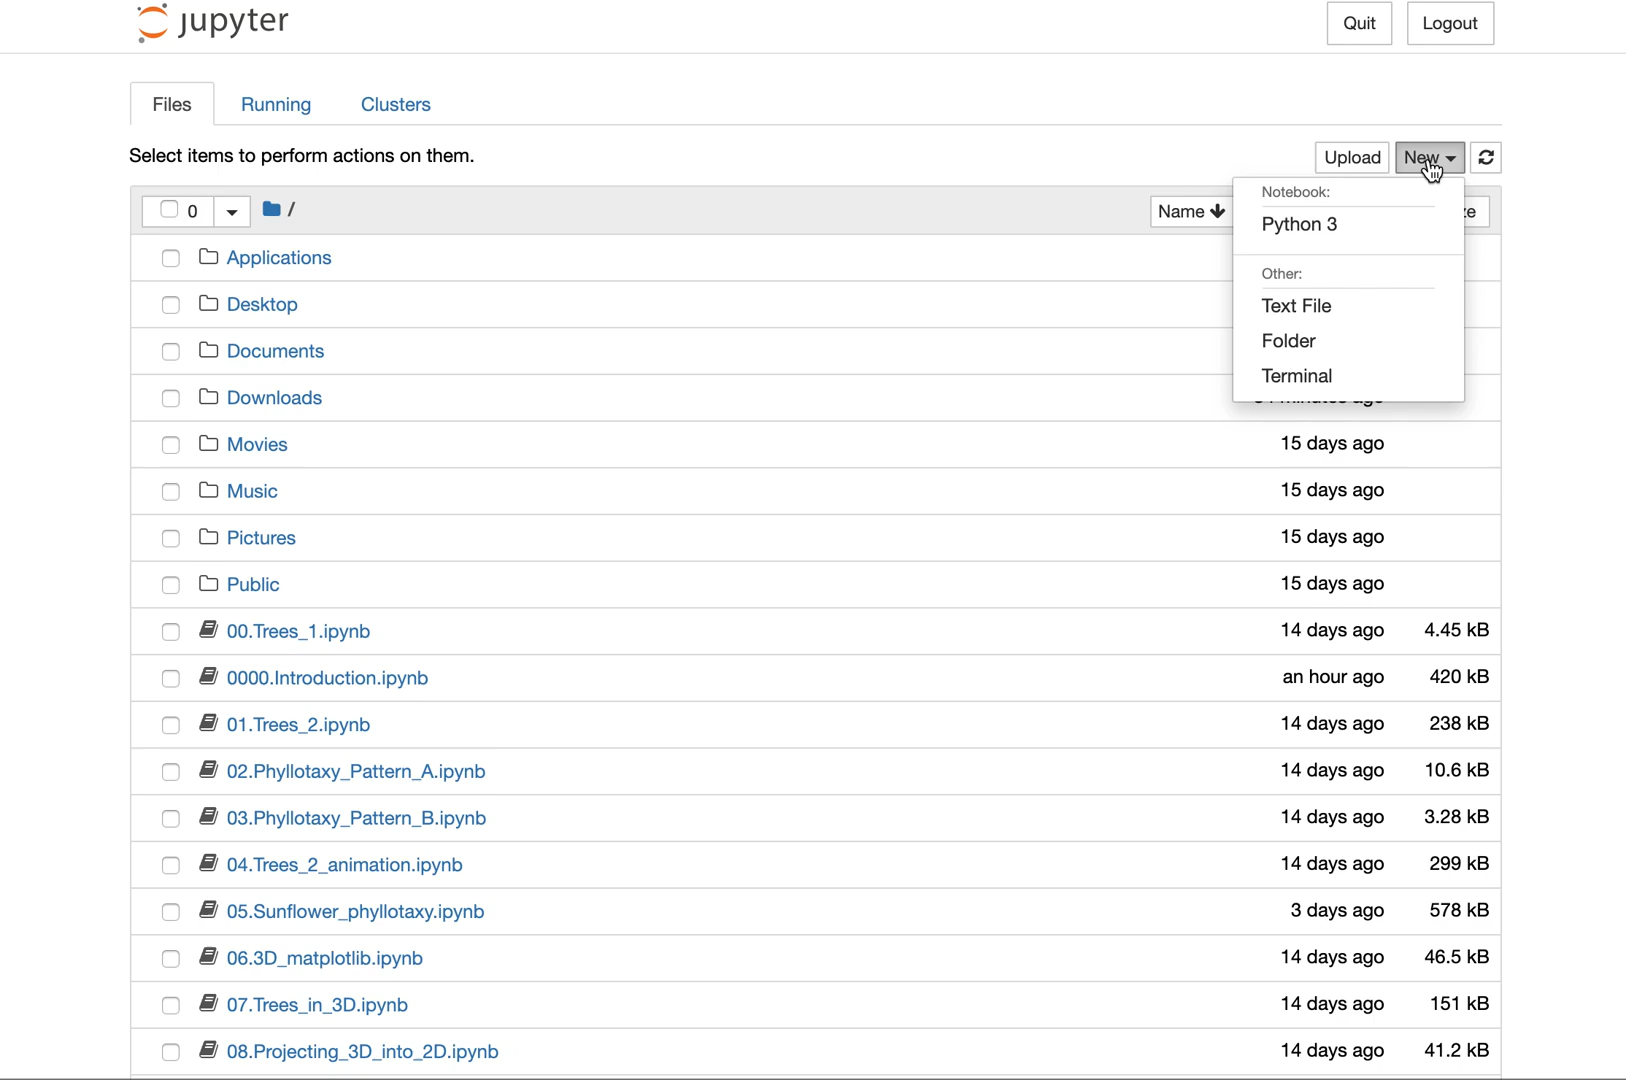 jupyter
Quit
Logout
Files
Running
Clusters
Select items to perform actions on them.
Upload
New
0
/
Name
ze
Notebook:
Python 3
Other:
Text File
Folder
Terminal
Applications
Desktop
Documents
Downloads
Movies 15 days ago
Music 15 days ago
Pictures 15 days ago
Public 15 days ago
00.Trees_1.ipynb 14 days ago 4.45 kB
0000.Introduction.ipynb an hour ago 420 kB
01.Trees_2.ipynb 14 days ago 238 kB
02.Phyllotaxy_Pattern_A.ipynb 14 days ago 10.6 kB
03.Phyllotaxy_Pattern_B.ipynb 14 days ago 3.28 kB
04.Trees_2_animation.ipynb 14 days ago 299 kB
05.Sunflower_phyllotaxy.ipynb 3 days ago 578 kB
06.3D_matplotlib.ipynb 14 days ago 46.5 kB
07.Trees_in_3D.ipynb 14 days ago 151 kB
08.Projecting_3D_into_2D.ipynb 14 days ago 41.2 kB